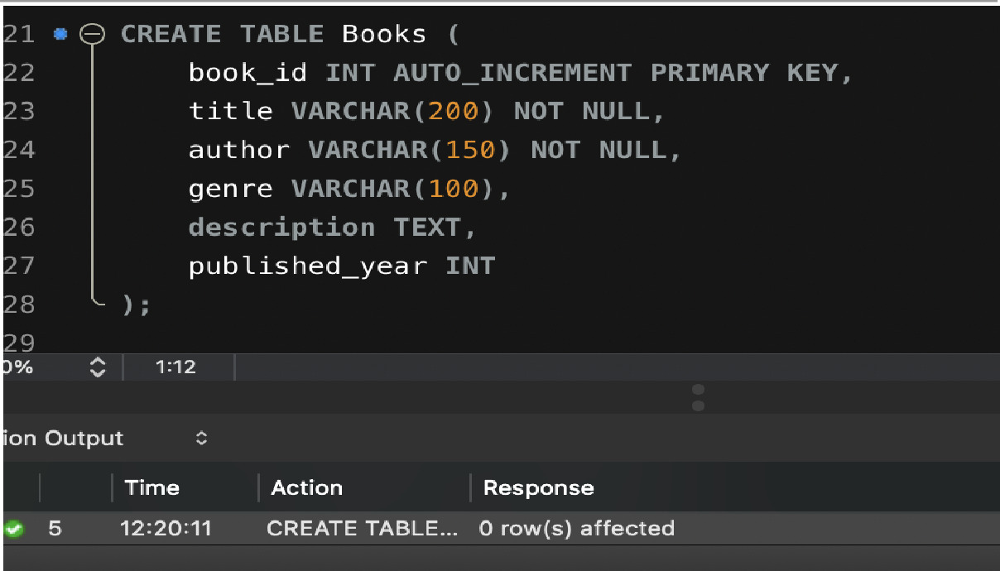 21 CREATE TABLE Books (
22 book_id INT AUTO_INCREMENT PRIMARY KEY,
23 title VARCHAR(200) NOT NULL,
24 author VARCHAR(150) NOT NULL,
25 genre VARCHAR(100),
26 description TEXT,
27 published_year INT
28 );
29
0% 1:12
ion Output
Time Action Response
5 12:20:11 CREATE TABLE... 0 row(s) affected